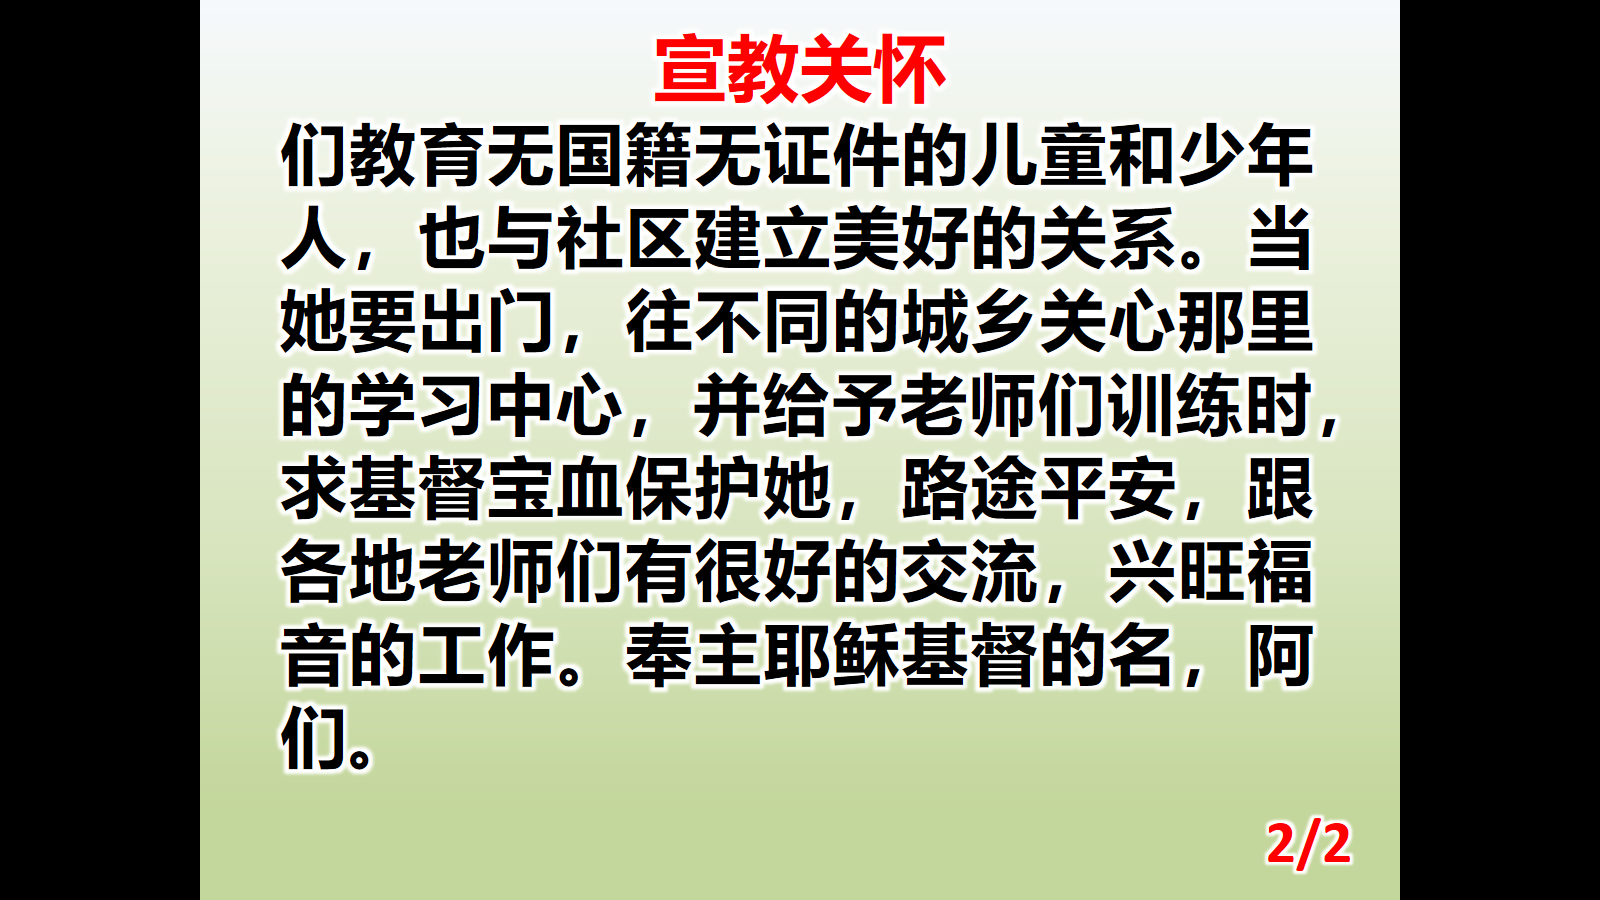 宣教关怀
们教育无国籍无证件的儿童和少年
人，也与社区建立美好的关系。当
她要出门，往不同的城乡关心那里
的学习中心，并给予老师们训练时，
求基督宝血保护她，路途平安，跟
各地老师们有很好的交流，兴旺福
音的工作。奉主耶稣基督的名，阿
们。
2/2